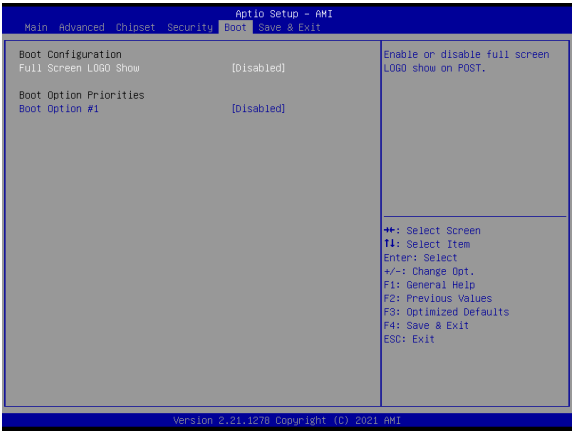 Aptio Setup - AMI
Main Advanced Chipset Security Boot Save & Exit
Boot Configuration
Full Screen LOGO Show [Disabled]
Boot Option Priorities
Boot Option #1 [Disabled]
Enable or disable full screen
LOGO show on POST.
→←: Select Screen
↑↓: Select Item
Enter: Select
+/-: Change Opt.
F1: General Help
F2: Previous Values
F3: Optimized Defaults
F4: Save & Exit
ESC: Exit
Version 2.21.1278 Copyright (C) 2021 AMI